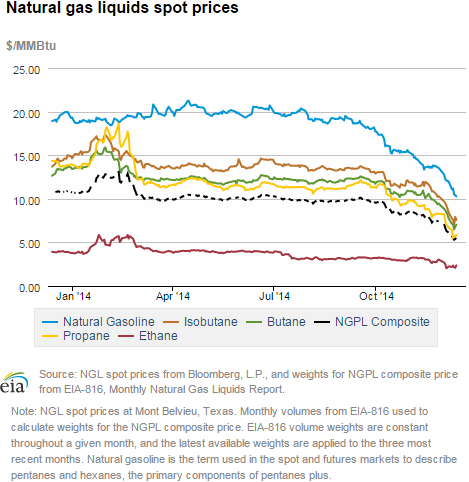 Natural gas liquids spot prices
$/MMBtu
25.00
20.00
15.00
10.00
5.00
0.00
Jan '14 Apr '14 Jul '14 Oct '14
Natural Gasoline Isobutane Butane NGPL Composite
Propane Ethane
eia
Source: NGL spot prices from Bloomberg, L.P., and weights for NGPL composite price
from EIA-816, Monthly Natural Gas Liquids Report.
Note: NGL spot prices at Mont Belvieu, Texas. Monthly volumes from EIA-816 used to
calculate weights for the NGPL composite price. EIA-816 volume weights are constant
throughout a given month, and the latest available weights are applied to the three most
recent months. Natural gasoline is the term used in the spot and futures markets to describe
pentanes and hexanes, the primary components of pentanes plus.